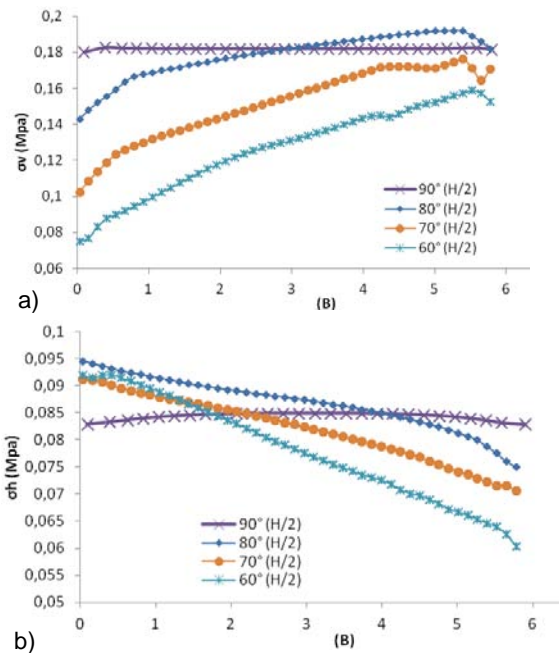 0,2
0,18
0,16
0,14
0,12
0,1
0,08
0,06
σv (Mpa)
90° (H/2)
80° (H/2)
70° (H/2)
60° (H/2)
0 1 2 3 4 5 6
(B)
a)
0,1
0,095
0,09
0,085
0,08
0,075
0,07
0,065
0,06
0,055
0,05
σh (Mpa)
90° (H/2)
80° (H/2)
70° (H/2)
60° (H/2)
0 1 2 3 4 5 6
(B)
b)